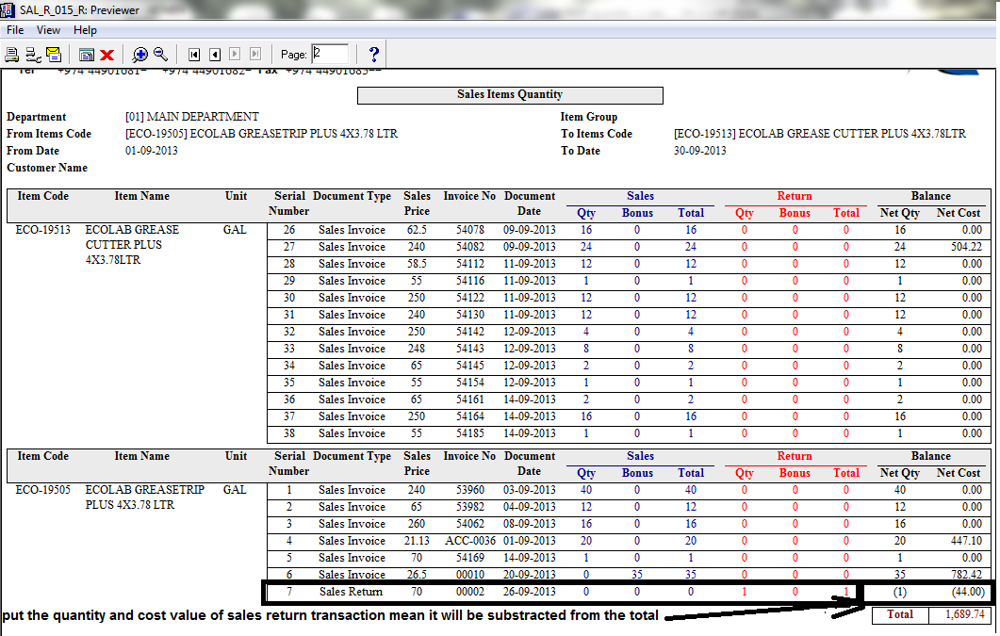 SAL_R_015_R: Previewer
File View Help
Page: 2 ?
Tel +974 44901681= +974 44901682= Fax +974 44901683==
Sales Items Quantity
Department [01] MAIN DEPARTMENT Item Group
From Items Code [ECO-19505] ECOLAB GREASETRIP PLUS 4X3.78 LTR To Items Code [ECO-19513] ECOLAB GREASE CUTTER PLUS 4X3.78LTR
From Date 01-09-2013 To Date 30-09-2013
Customer Name
Item Code Item Name Unit Serial Number Document Type Sales Price Invoice No Document Date Sales Return Balance
Qty Bonus Total Qty Bonus Total Net Qty Net Cost
ECO-19513 ECOLAB GREASE GAL 26 Sales Invoice 62.5 54078 09-09-2013 16 0 16 0 0 0 16 0.00
CUTTER PLUS 27 Sales Invoice 240 54082 09-09-2013 24 0 24 0 0 0 24 504.22
4X3.78LTR 28 Sales Invoice 58.5 54112 11-09-2013 12 0 12 0 0 0 12 0.00
29 Sales Invoice 55 54116 11-09-2013 1 0 1 0 0 0 1 0.00
30 Sales Invoice 250 54122 11-09-2013 12 0 12 0 0 0 12 0.00
31 Sales Invoice 240 54130 11-09-2013 12 0 12 0 0 0 12 0.00
32 Sales Invoice 250 54142 12-09-2013 4 0 4 0 0 0 4 0.00
33 Sales Invoice 248 54143 12-09-2013 8 0 8 0 0 0 8 0.00
34 Sales Invoice 65 54145 12-09-2013 2 0 2 0 0 0 2 0.00
35 Sales Invoice 55 54154 12-09-2013 1 0 1 0 0 0 1 0.00
36 Sales Invoice 65 54161 14-09-2013 2 0 2 0 0 0 2 0.00
37 Sales Invoice 250 54164 14-09-2013 16 0 16 0 0 0 16 0.00
38 Sales Invoice 55 54185 14-09-2013 1 0 1 0 0 0 1 0.00
Item Code Item Name Unit Serial Number Document Type Sales Price Invoice No Document Date Sales Return Balance
Qty Bonus Total Qty Bonus Total Net Qty Net Cost
ECO-19505 ECOLAB GREASETRIP GAL 1 Sales Invoice 240 53960 03-09-2013 40 0 40 0 0 0 40 0.00
PLUS 4X3.78 LTR 2 Sales Invoice 65 53982 04-09-2013 12 0 12 0 0 0 12 0.00
3 Sales Invoice 260 54062 08-09-2013 16 0 16 0 0 0 16 0.00
4 Sales Invoice 21.13 ACC-0036 01-09-2013 20 0 20 0 0 0 20 447.10
5 Sales Invoice 70 54169 14-09-2013 1 0 1 0 0 0 1 0.00
6 Sales Invoice 26.5 00010 20-09-2013 0 35 35 0 0 0 35 782.42
7 Sales Return 70 00002 26-09-2013 0 0 0 1 0 1 (1) (44.00)
put the quantity and cost value of sales return transaction mean it will be substracted from the total
Total 1,689.74